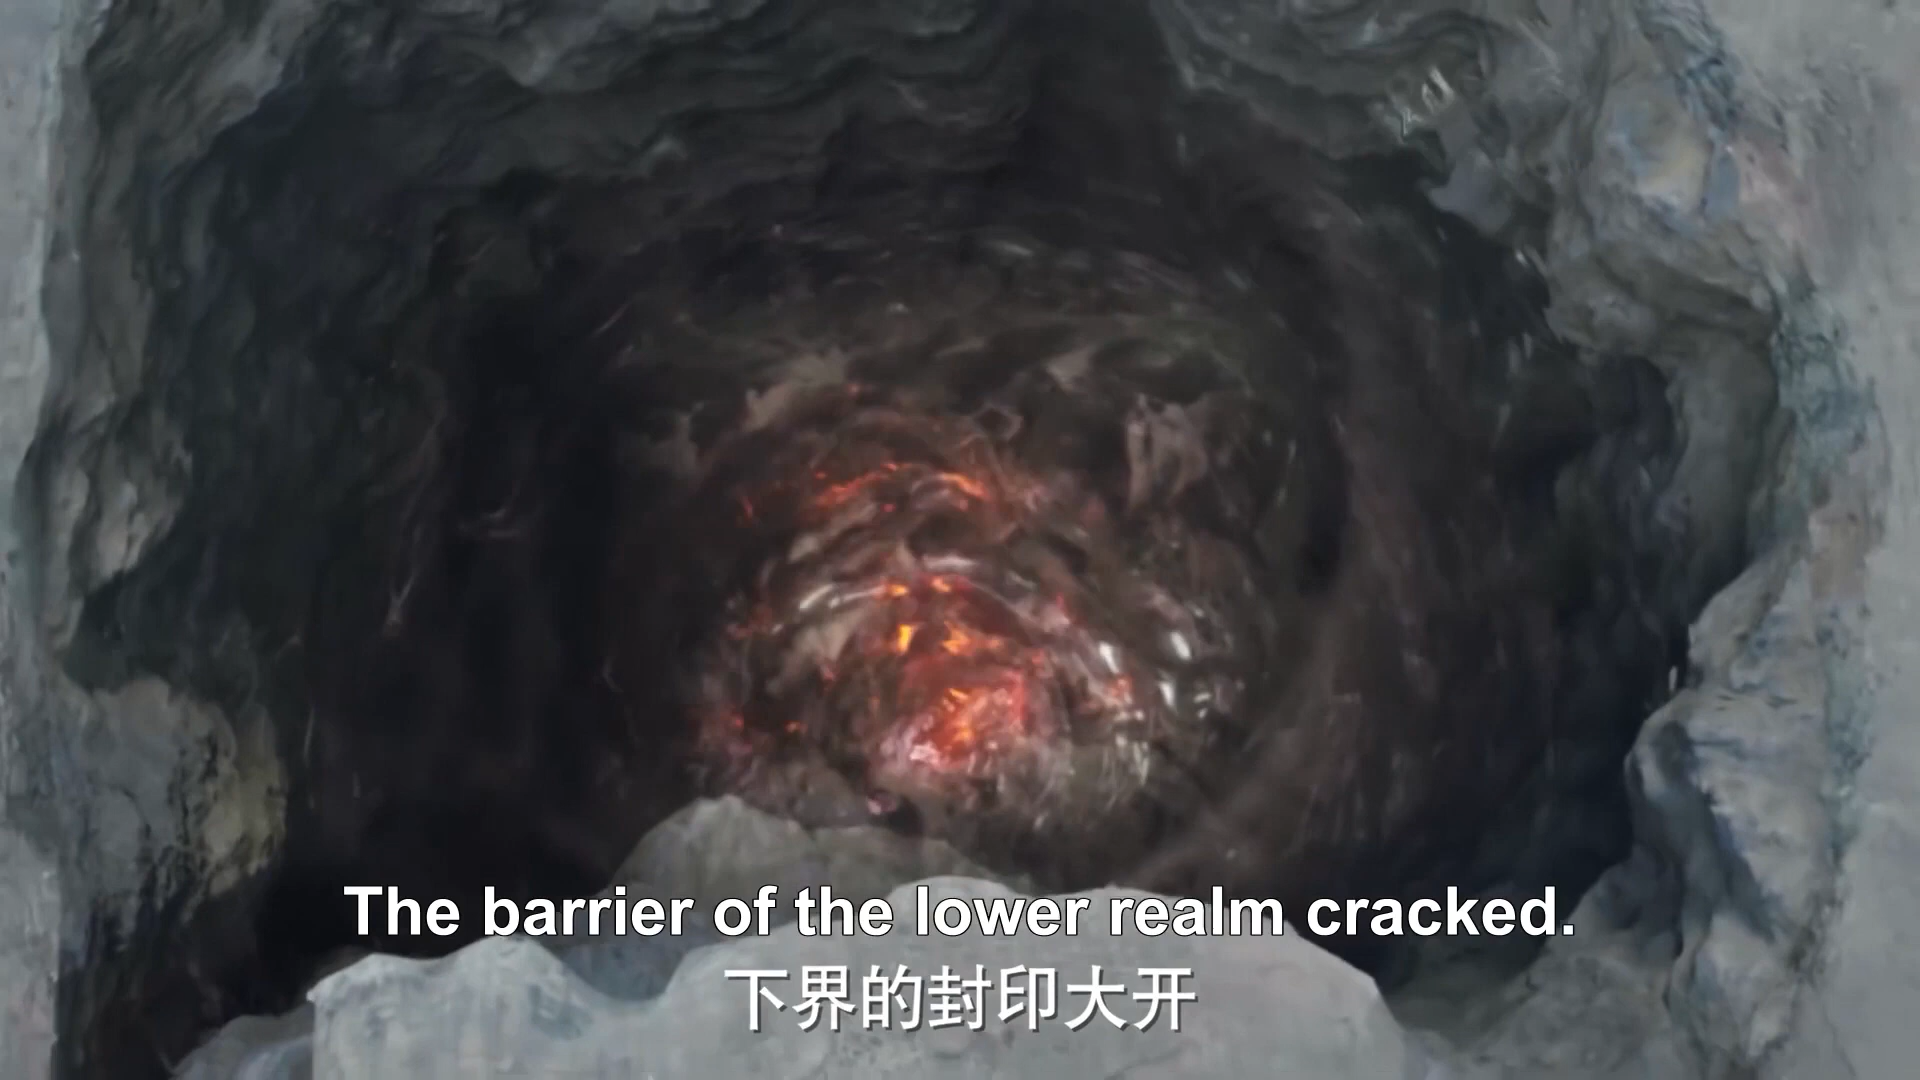 The barrier of the lower realm cracked.
下界的封印大开